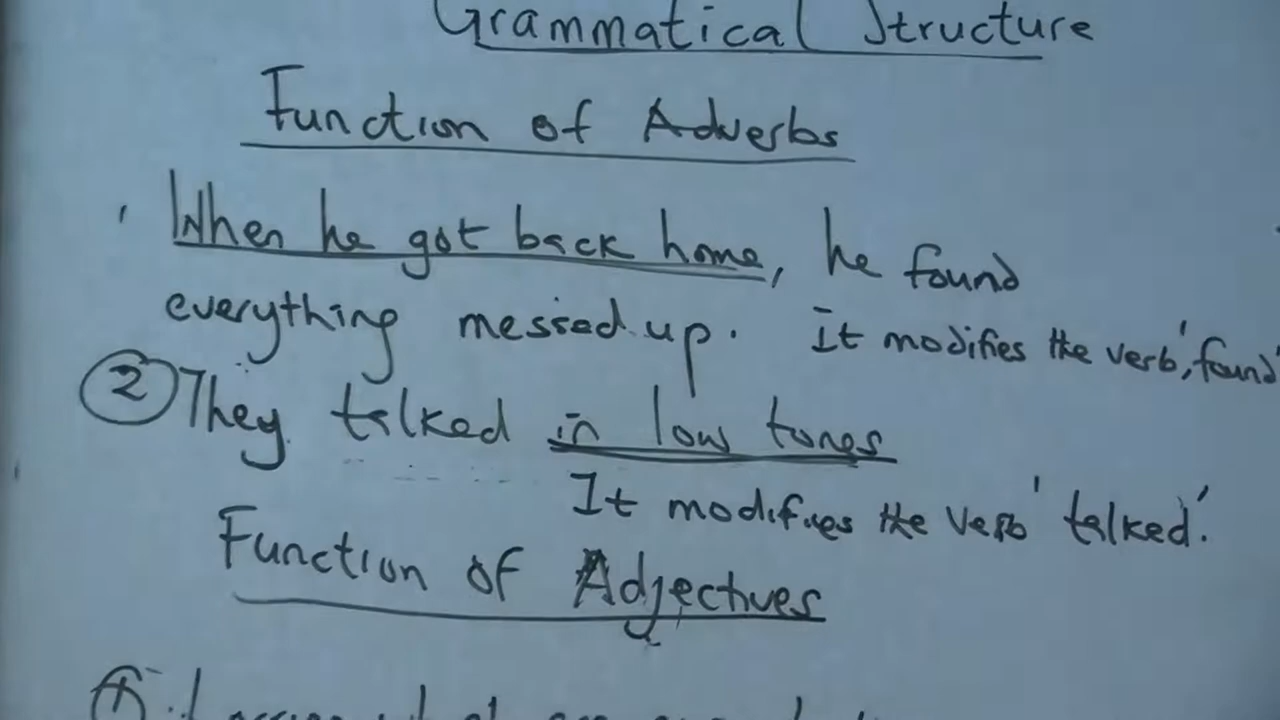 Grammatical Structure
Function of Adverbs
When he got back home, he found
everything messed up. It modifies the verb 'found'
② They talked in low tones
It modifies the verb 'talked'.
Function of Adjectives